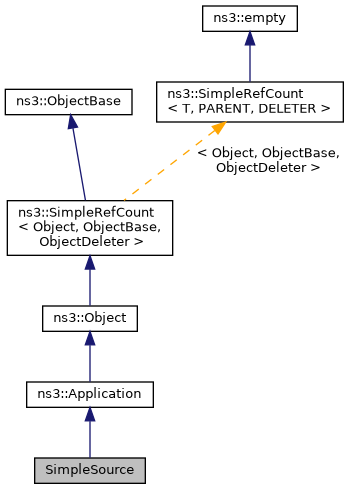 ns3::empty
ns3::SimpleRefCount
< T, PARENT, DELETER >
ns3::ObjectBase
< Object, ObjectBase,
ObjectDeleter >
ns3::SimpleRefCount
< Object, ObjectBase,
ObjectDeleter >
ns3::Object
ns3::Application
SimpleSource